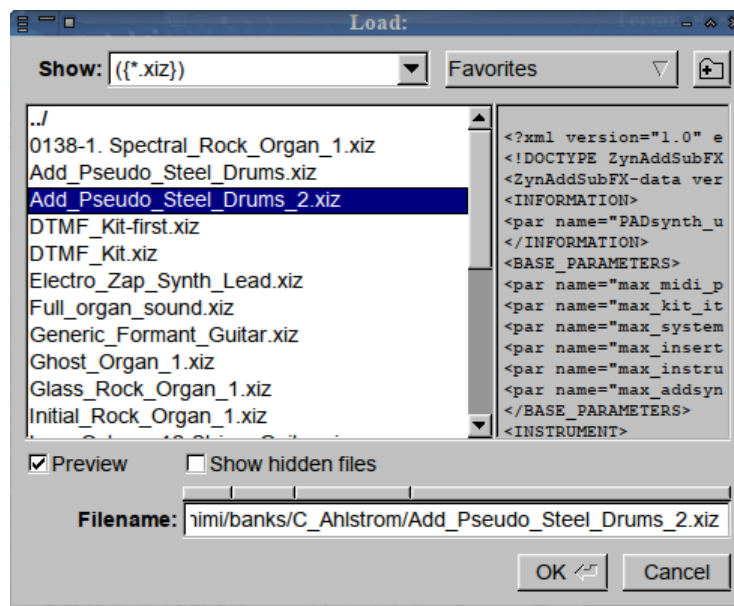 Load:
Show: ({*.xiz})
Favorites
../
0138-1. Spectral_Rock_Organ_1.xiz
Add_Pseudo_Steel_Drums.xiz
Add_Pseudo_Steel_Drums_2.xiz
DTMF_Kit-first.xiz
DTMF_Kit.xiz
Electro_Zap_Synth_Lead.xiz
Full_organ_sound.xiz
Generic_Formant_Guitar.xiz
Ghost_Organ_1.xiz
Glass_Rock_Organ_1.xiz
Initial_Rock_Organ_1.xiz
<?xml version="1.0" e
<!DOCTYPE ZynAddSubFX
<ZynAddSubFX-data ver
<INFORMATION>
<par name="PADsynth_u
</INFORMATION>
<BASE_PARAMETERS>
<par name="max_midi_p
<par name="max_kit_it
<par name="max_system
<par name="max_insert
<par name="max_instru
<par name="max_addsyn
</BASE_PARAMETERS>
<INSTRUMENT>
Preview
Show hidden files
Filename: nimi/banks/C_Ahlstrom/Add_Pseudo_Steel_Drums_2.xiz
OK
Cancel